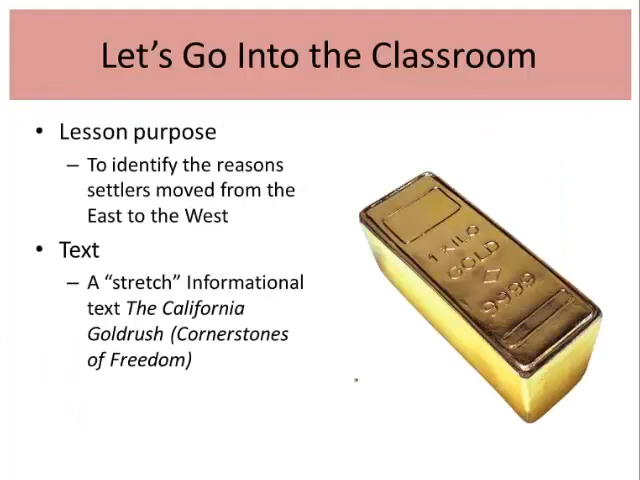 Let’s Go Into the Classroom
• Lesson purpose
– To identify the reasons
settlers moved from the
East to the West
• Text
– A “stretch” Informational
text The California
Goldrush (Cornerstones
of Freedom)
1 KILO
GOLD
9999